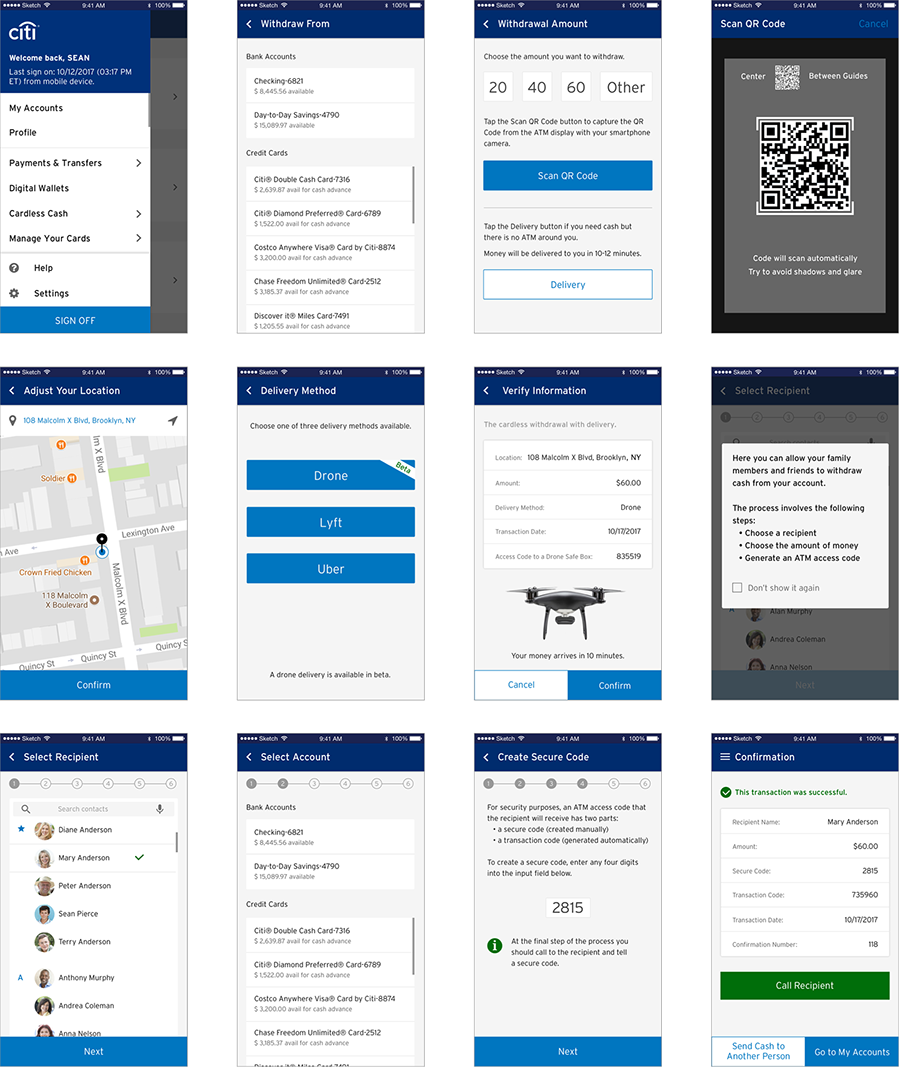 Sketch 9:41 AM 100%
citi
Welcome back, SEAN
Last sign on: 10/12/2017 (03:17 PM
ET) from mobile device.
My Accounts
Profile
Payments & Transfers
Digital Wallets
Cardless Cash
Manage Your Cards
Help
Settings
SIGN OFF
Sketch 9:41 AM 100%
Withdraw From
Bank Accounts
Checking-6821
$ 8,445.56 available
Day-to-Day Savings-4790
$ 15,089.97 available
Credit Cards
Citi® Double Cash Card-7316
$ 2,639.87 avail for cash advance
Citi® Diamond Preferred® Card-6789
$ 1,522.00 avail for cash advance
Costco Anywhere Visa® Card by Citi-8874
$ 3,200.00 avail for cash advance
Chase Freedom Unlimited® Card-2512
$ 3,185.37 avail for cash advance
Discover it® Miles Card-7491
$ 1,205.55 avail for cash advance
Sketch 9:41 AM 100%
Withdrawal Amount
Choose the amount you want to withdraw.
20 40 60 Other
Tap the Scan QR Code button to capture the QR
Code from the ATM display with your smartphone
camera.
Scan QR Code
Tap the Delivery button if you need cash but
there is no ATM around you.
Money will be delivered to you in 10-12 minutes.
Delivery
Sketch 9:41 AM 100%
Scan QR Code Cancel
Center Between Guides
Code will scan automatically
Try to avoid shadows and glare
Sketch 9:41 AM 100%
Adjust Your Location
108 Malcolm X Blvd, Brooklyn, NY
Malcolm X Blvd
Soldier
Lexington Ave
n Ave
Crown Fried Chicken
118 Malcolm
X Boulevard
Malcolm X Blvd
Quincy St
Quincy St
Confirm
Sketch 9:41 AM 100%
Delivery Method
Choose one of three delivery methods available.
Drone
Beta
Lyft
Uber
A drone delivery is available in beta.
Sketch 9:41 AM 100%
Verify Information
The cardless withdrawal with delivery.
Location: 108 Malcolm X Blvd, Brooklyn, NY
Amount: $60.00
Delivery Method: Drone
Transaction Date: 10/17/2017
Access Code to a Drone Safe Box: 835519
Your money arrives in 10 minutes.
Cancel Confirm
Sketch 9:41 AM 100%
Select Recipient
1 2 3 4 5 6
Search contacts
Here you can allow your family
members and friends to withdraw
cash from your account.
The process involves the following
steps:
• Choose a recipient
• Choose the amount of money
• Generate an ATM access code
Don't show it again
A Alan Murphy
Andrea Coleman
Anna Nelson
Next
Sketch 9:41 AM 100%
Select Recipient
1 2 3 4 5 6
Search contacts
Diane Anderson
Mary Anderson
Peter Anderson
Sean Pierce
Terry Anderson
A Anthony Murphy
Andrea Coleman
Anna Nelson
Next
Sketch 9:41 AM 100%
Select Account
1 2 3 4 5 6
Bank Accounts
Checking-6821
$ 8,445.56 available
Day-to-Day Savings-4790
$ 15,089.97 available
Credit Cards
Citi® Double Cash Card-7316
$ 2,639.87 avail for cash advance
Citi® Diamond Preferred® Card-6789
$ 1,522.00 avail for cash advance
Costco Anywhere Visa® Card by Citi-8874
$ 3,200.00 avail for cash advance
Chase Freedom Unlimited® Card-2512
$ 3,185.37 avail for cash advance
Sketch 9:41 AM 100%
Create Secure Code
1 2 3 4 5 6
For security purposes, an ATM access code that
the recipient will receive has two parts:
• a secure code (created manually)
• a transaction code (generated automatically)
To create a secure code, enter any four digits
into the input field below.
2815
At the final step of the process you
should call to the recipient and tell
a secure code.
Next
Sketch 9:41 AM 100%
Confirmation
This transaction was successful.
Recipient Name: Mary Anderson
Amount: $60.00
Secure Code: 2815
Transaction Code: 735960
Transaction Date: 10/17/2017
Confirmation Number: 118
Call Recipient
Send Cash to
Another Person
Go to My Accounts